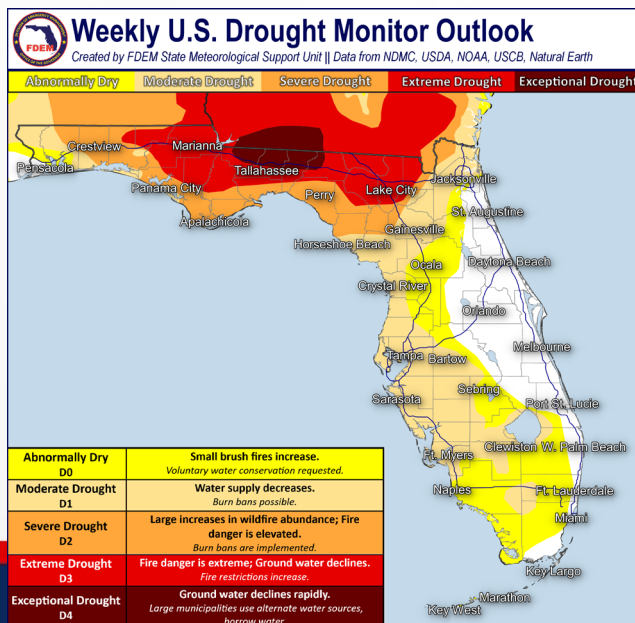 Weekly U.S. Drought Monitor Outlook
Created by FDEM State Meteorological Support Unit || Data from NDMC, USDA, NOAA, USCB, Natural Earth
FDEM
Abnormally Dry Moderate Drought Severe Drought Extreme Drought Exceptional Drought
Crestview
Marianna
Pensacola
Tallahassee
Jacksonville
Panama City
Perry
Lake City
St. Augustine
Apalachicola
Gainesville
Horseshoe Beach
Ocala
Daytona Beach
Crystal River
Orlando
Melbourne
Tampa
Bartow
Sebring
Sarasota
Port St. Lucie
Ft. Myers
Clewiston
W. Palm Beach
Naples
Ft. Lauderdale
Miami
Key Largo
Marathon
Key West
Abnormally Dry
D0
Small brush fires increase.
Voluntary water conservation requested.
Moderate Drought
D1
Water supply decreases.
Burn bans possible.
Severe Drought
D2
Large increases in wildfire abundance; Fire
danger is elevated.
Burn bans are implemented.
Extreme Drought
D3
Fire danger is extreme; Ground water declines.
Fire restrictions increase.
Exceptional Drought
D4
Ground water declines rapidly.
Large municipalities use alternate water sources,
borrow water